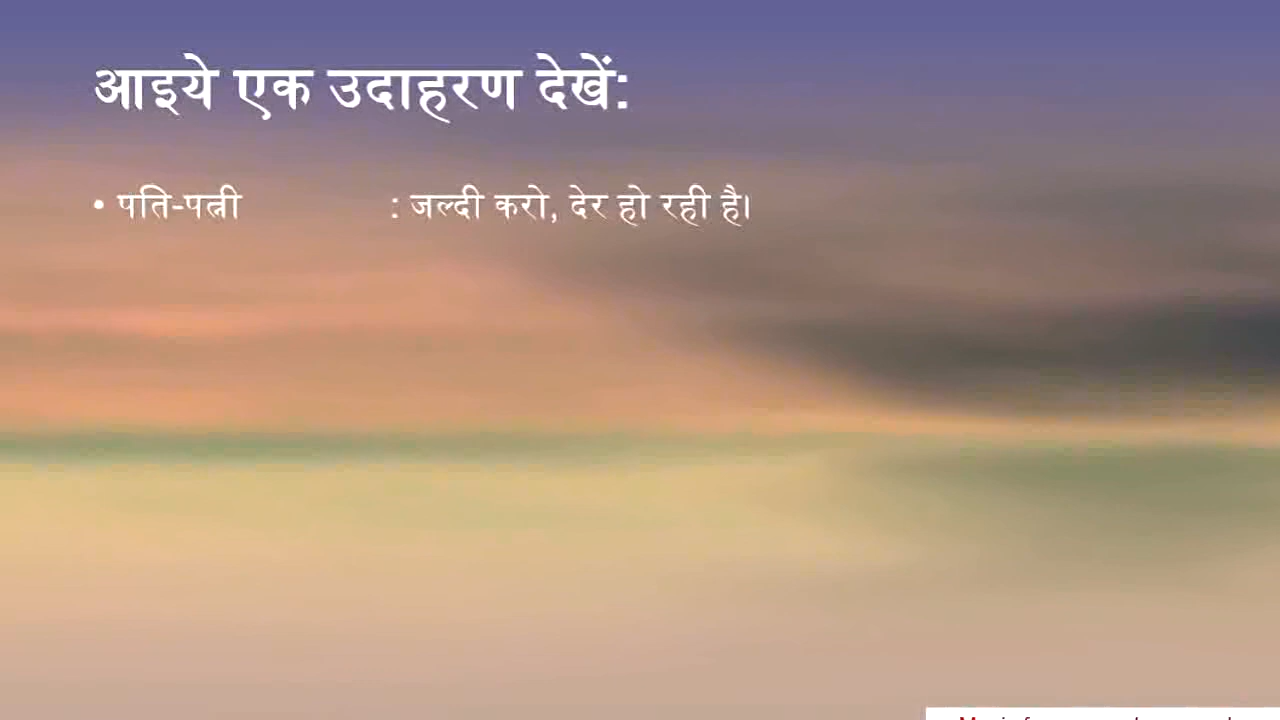 आइये एक उदाहरण देखें:
• पति-पत्नी : जल्दी करो, देर हो रही है।